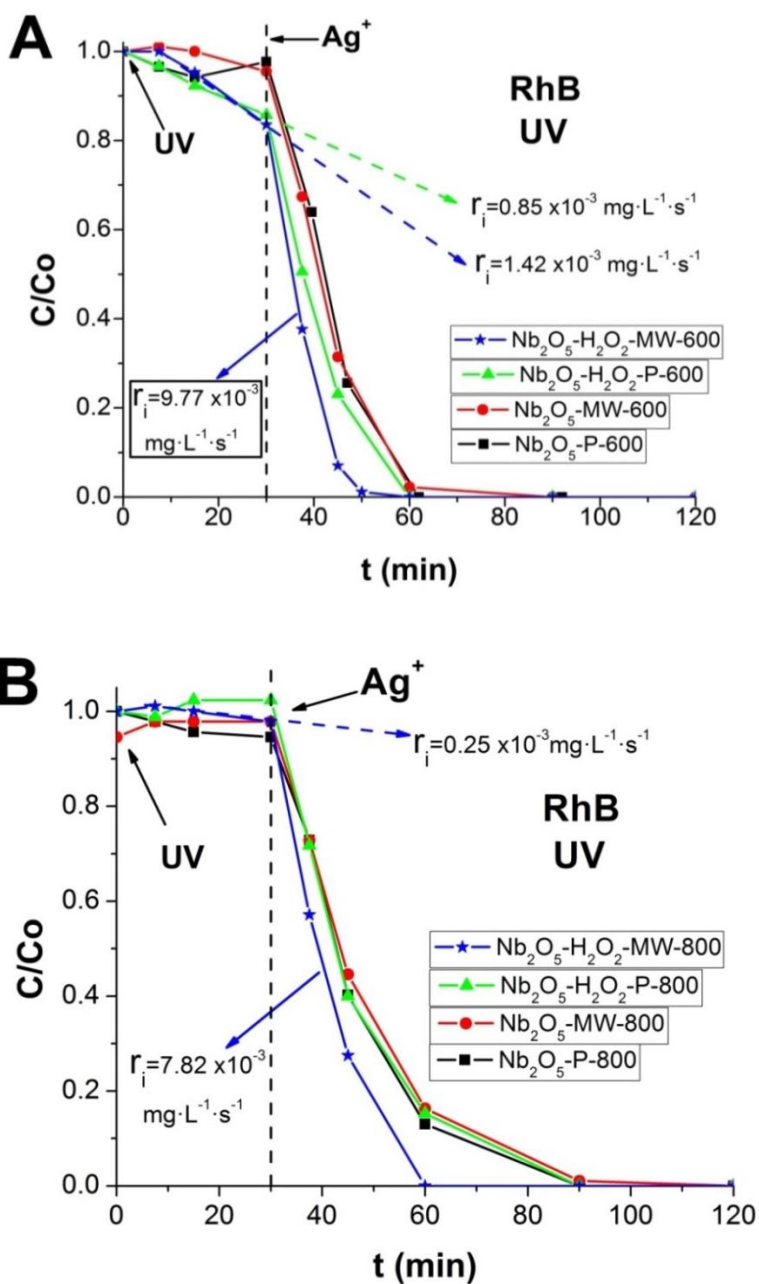 A
Ag⁺
1.0
0.8
0.6
0.4
0.2
0.0
C/Co
UV
RhB
UV
rᵢ=0.85 x10⁻³ mg·L⁻¹·s⁻¹
rᵢ=1.42 x10⁻³ mg·L⁻¹·s⁻¹
Nb₂O₅-H₂O₂-MW-600
Nb₂O₅-H₂O₂-P-600
Nb₂O₅-MW-600
Nb₂O₅-P-600
rᵢ=9.77 x10⁻³
mg·L⁻¹·s⁻¹
0 20 40 60 80 100 120
t (min)
B
Ag⁺
1.0
0.8
0.6
0.4
0.2
0.0
C/Co
UV
rᵢ=0.25 x10⁻³mg·L⁻¹·s⁻¹
RhB
UV
Nb₂O₅-H₂O₂-MW-800
Nb₂O₅-H₂O₂-P-800
Nb₂O₅-MW-800
Nb₂O₅-P-800
rᵢ=7.82 x10⁻³
mg·L⁻¹·s⁻¹
0 20 40 60 80 100 120
t (min)